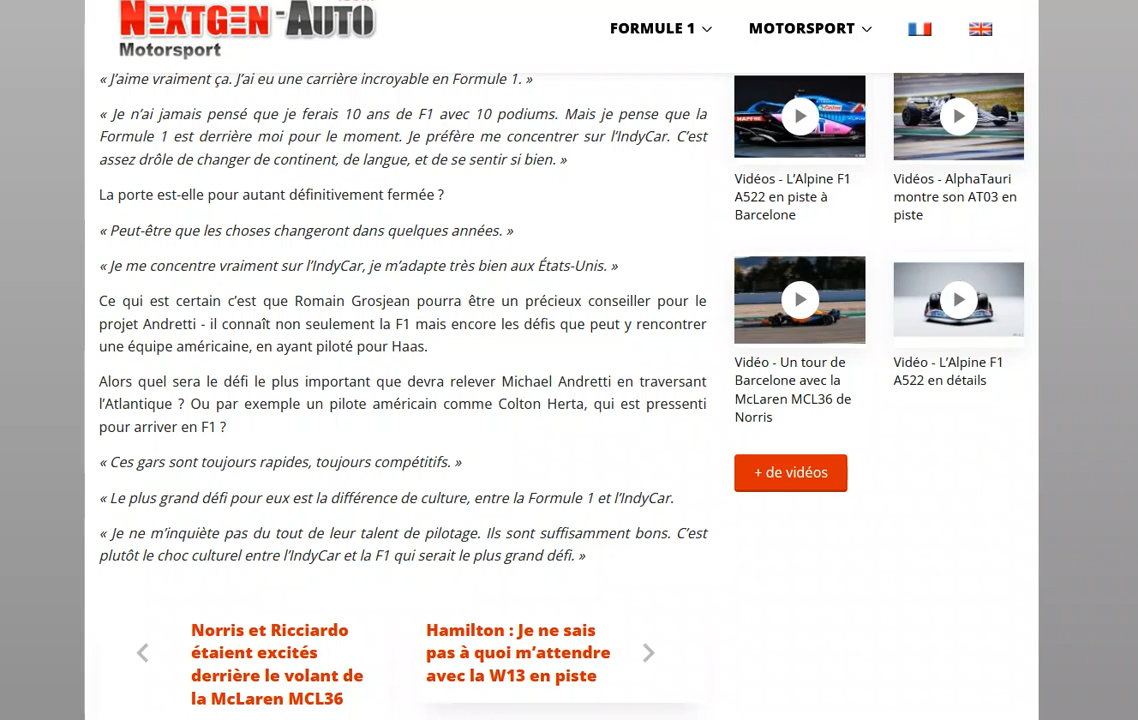 NEXTGEN-AUTO
Motorsport
FORMULE 1
MOTORSPORT
« J’aime vraiment ça. J’ai eu une carrière incroyable en Formule 1. »
« Je n’ai jamais pensé que je ferais 10 ans de F1 avec 10 podiums. Mais je pense que la
Formule 1 est derrière moi pour le moment. Je préfère me concentrer sur l’IndyCar. C’est
assez drôle de changer de continent, de langue, et de se sentir si bien. »
La porte est-elle pour autant définitivement fermée ?
« Peut-être que les choses changeront dans quelques années. »
« Je me concentre vraiment sur l’IndyCar, je m’adapte très bien aux États-Unis. »
Ce qui est certain c’est que Romain Grosjean pourra être un précieux conseiller pour le
projet Andretti - il connaît non seulement la F1 mais encore les défis que peut y rencontrer
une équipe américaine, en ayant piloté pour Haas.
Alors quel sera le défi le plus important que devra relever Michael Andretti en traversant
l’Atlantique ? Ou par exemple un pilote américain comme Colton Herta, qui est pressenti
pour arriver en F1 ?
« Ces gars sont toujours rapides, toujours compétitifs. »
« Le plus grand défi pour eux est la différence de culture, entre la Formule 1 et l’IndyCar.
« Je ne m’inquiète pas du tout de leur talent de pilotage. Ils sont suffisamment bons. C’est
plutôt le choc culturel entre l’IndyCar et la F1 qui serait le plus grand défi. »
Norris et Ricciardo
étaient excités
derrière le volant de
la McLaren MCL36
Hamilton : Je ne sais
pas à quoi m’attendre
avec la W13 en piste
Vidéos - L’Alpine F1
A522 en piste à
Barcelone
Vidéos - AlphaTauri
montre son AT03 en
piste
Vidéo - Un tour de
Barcelone avec la
McLaren MCL36 de
Norris
Vidéo - L’Alpine F1
A522 en détails
+ de vidéos